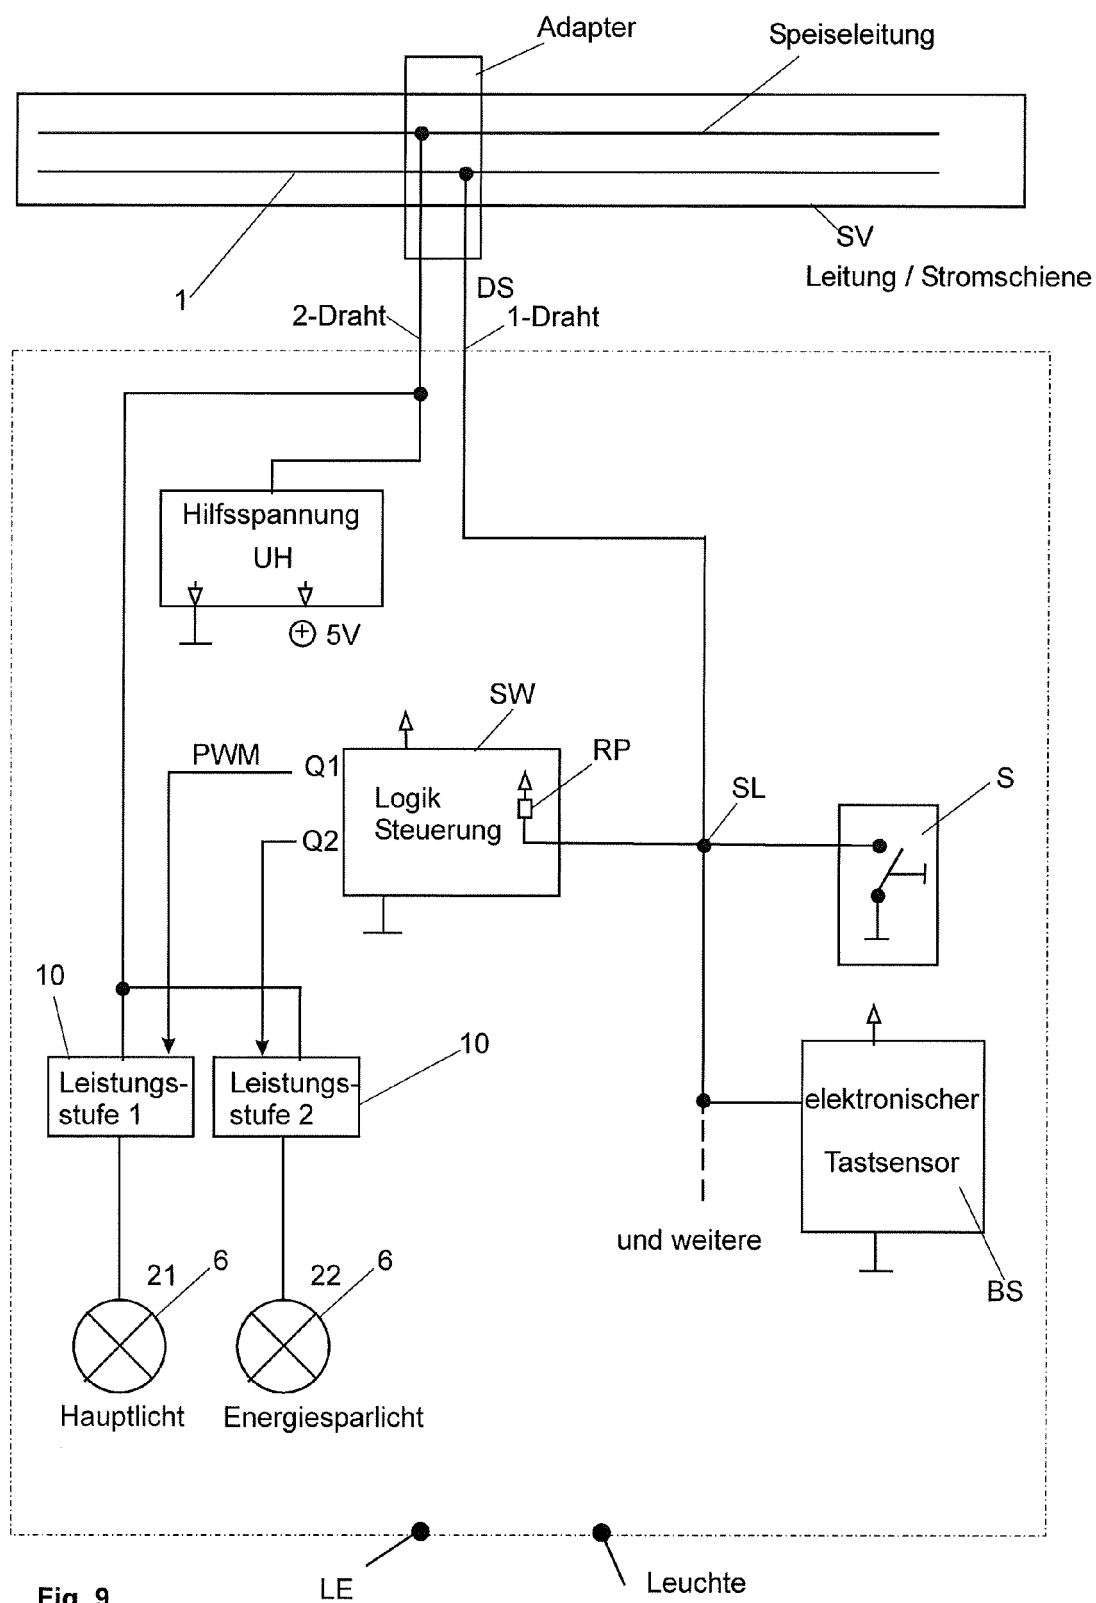 Adapter
Speiseleitung
SV
Leitung / Stromschiene
1
DS
2-Draht
1-Draht
Hilfsspannung
UH
5V
SW
PWM
Q1
RP
Logik
Steuerung
SL
S
Q2
10
10
Leistungs-
stufe 1
Leistungs-
stufe 2
elektronischer
Tastsensor
und weitere
BS
21
6
22
6
Hauptlicht
Energiesparlicht
LE
Leuchte
Fig. 9